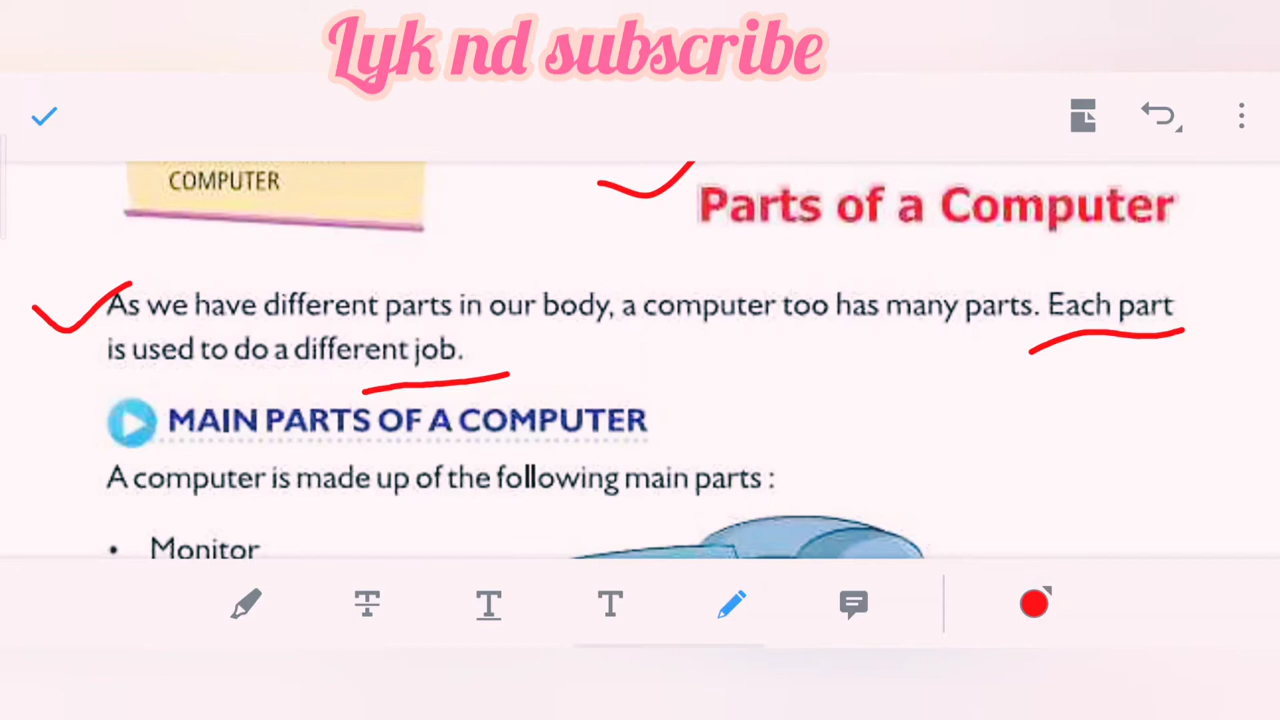 Lyk nd subscribe
COMPUTER
Parts of a Computer
As we have different parts in our body, a computer too has many parts. Each part
is used to do a different job.
MAIN PARTS OF A COMPUTER
A computer is made up of the following main parts :
• Monitor